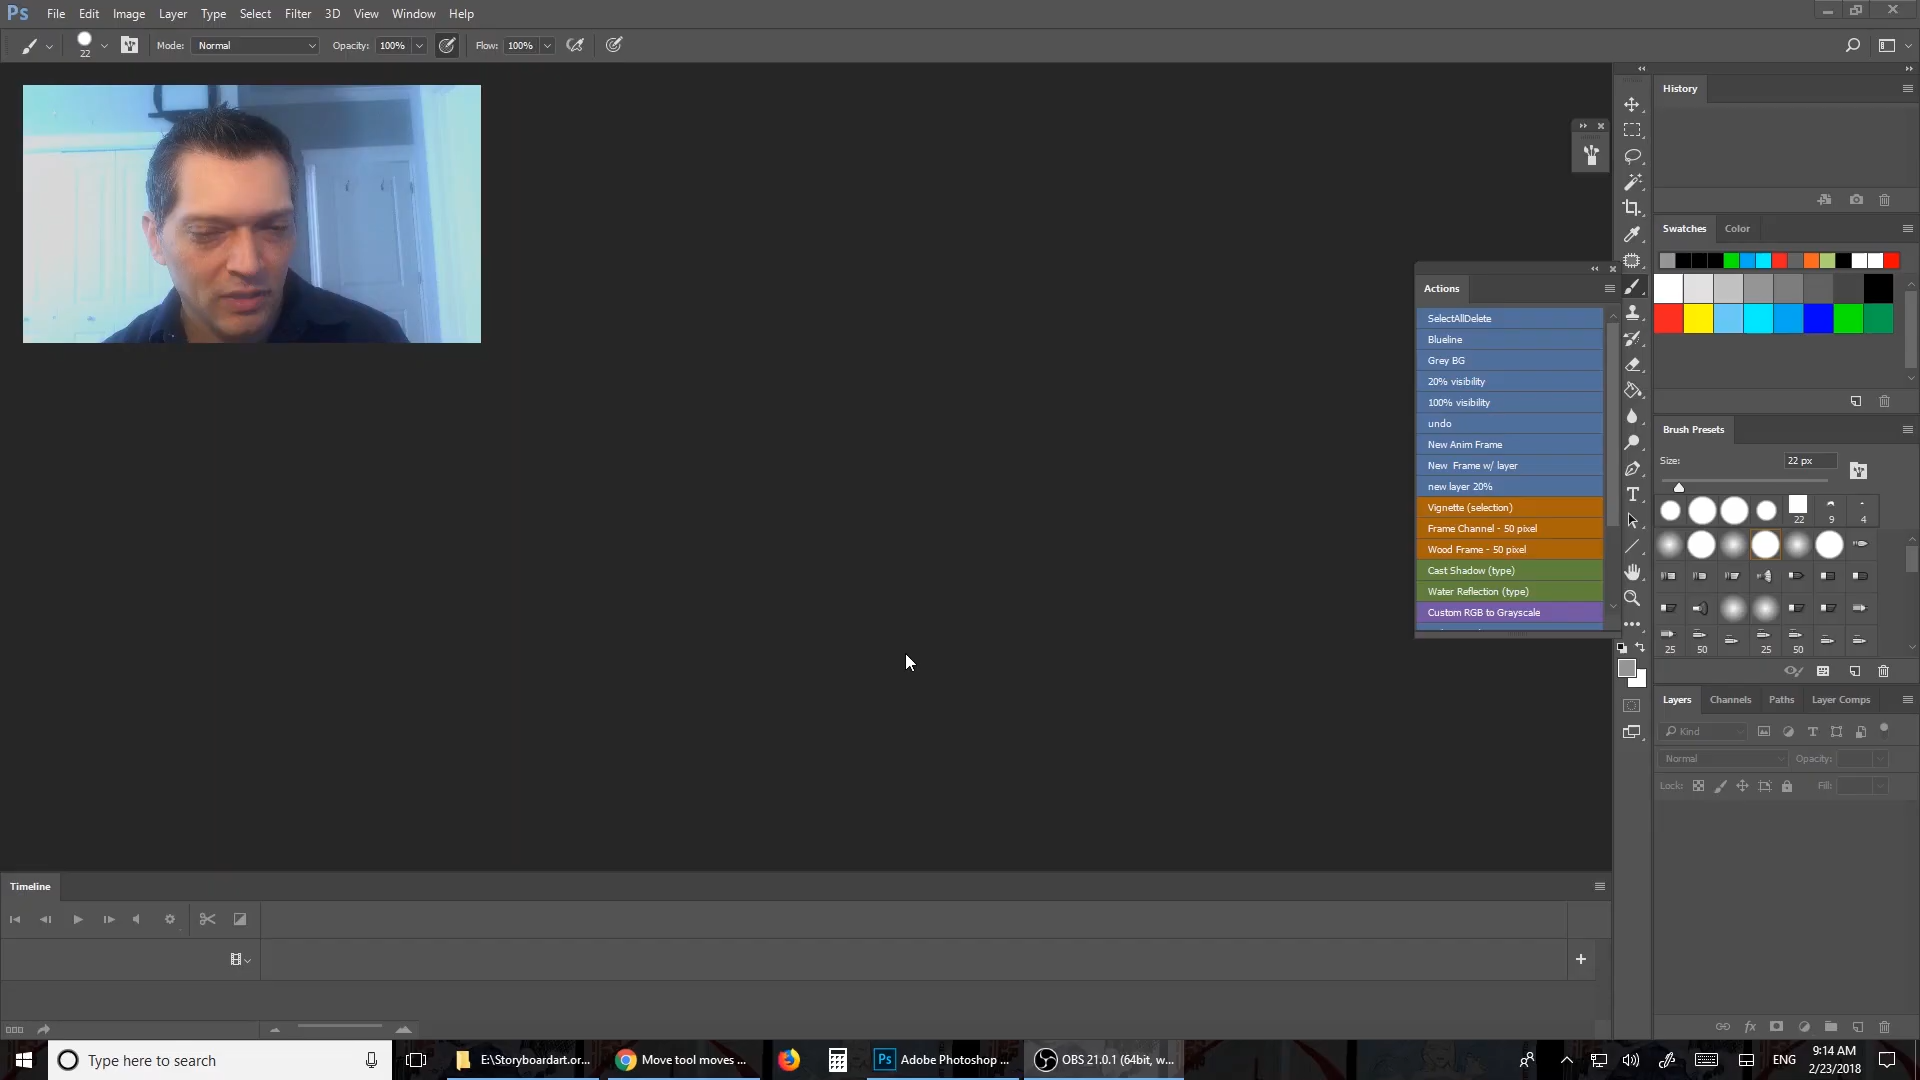 Ps File Edit Image Layer Type Select Filter 3D View Window Help
22 Mode: Normal Opacity: 100% Flow: 100%
History
Swatches Color
Actions
SelectAllDelete
Blueline
Grey BG
20% visibility
100% visibility
undo
New Anim Frame
New Frame w/ layer
new layer 20%
Vignette (selection)
Frame Channel - 50 pixel
Wood Frame - 50 pixel
Cast Shadow (type)
Water Reflection (type)
Custom RGB to Grayscale
Brush Presets
Size: 22 px
22 9 4
25 50 25 50
Layers Channels Paths Layer Comps
Kind
Normal Opacity:
Lock: Fill:
Timeline
Type here to search
E:\Storyboardart.or...
Move tool moves ...
Ps Adobe Photoshop ...
OBS 21.0.1 (64bit, w...
ENG
9:14 AM
2/23/2018